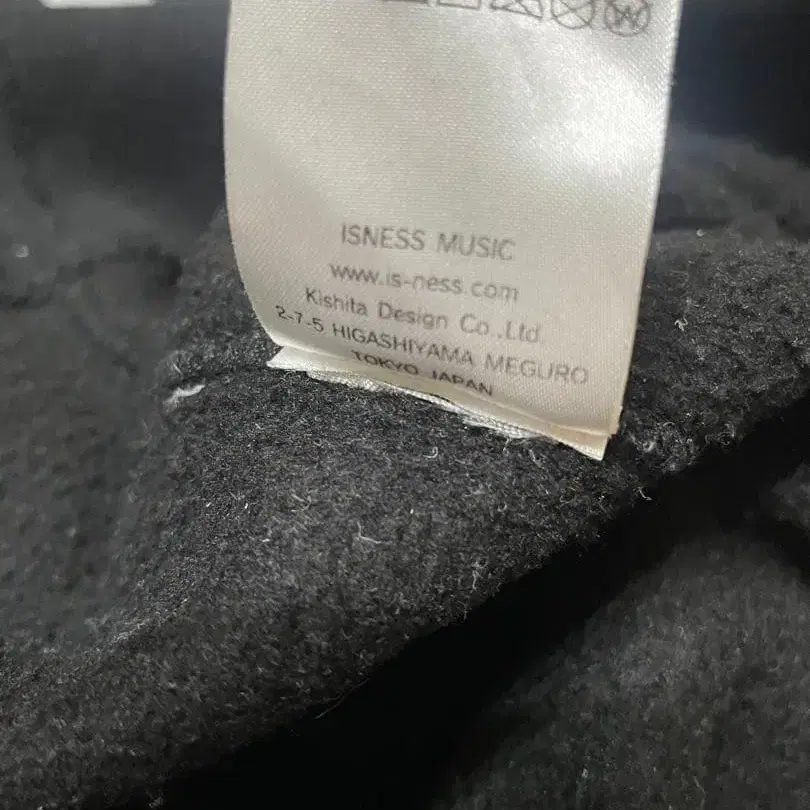 ISNESS MUSIC
www.is-ness.com
Kishita Design Co.,Ltd.
2-7-5 HIGASHIYAMA MEGURO
TOKYO JAPAN